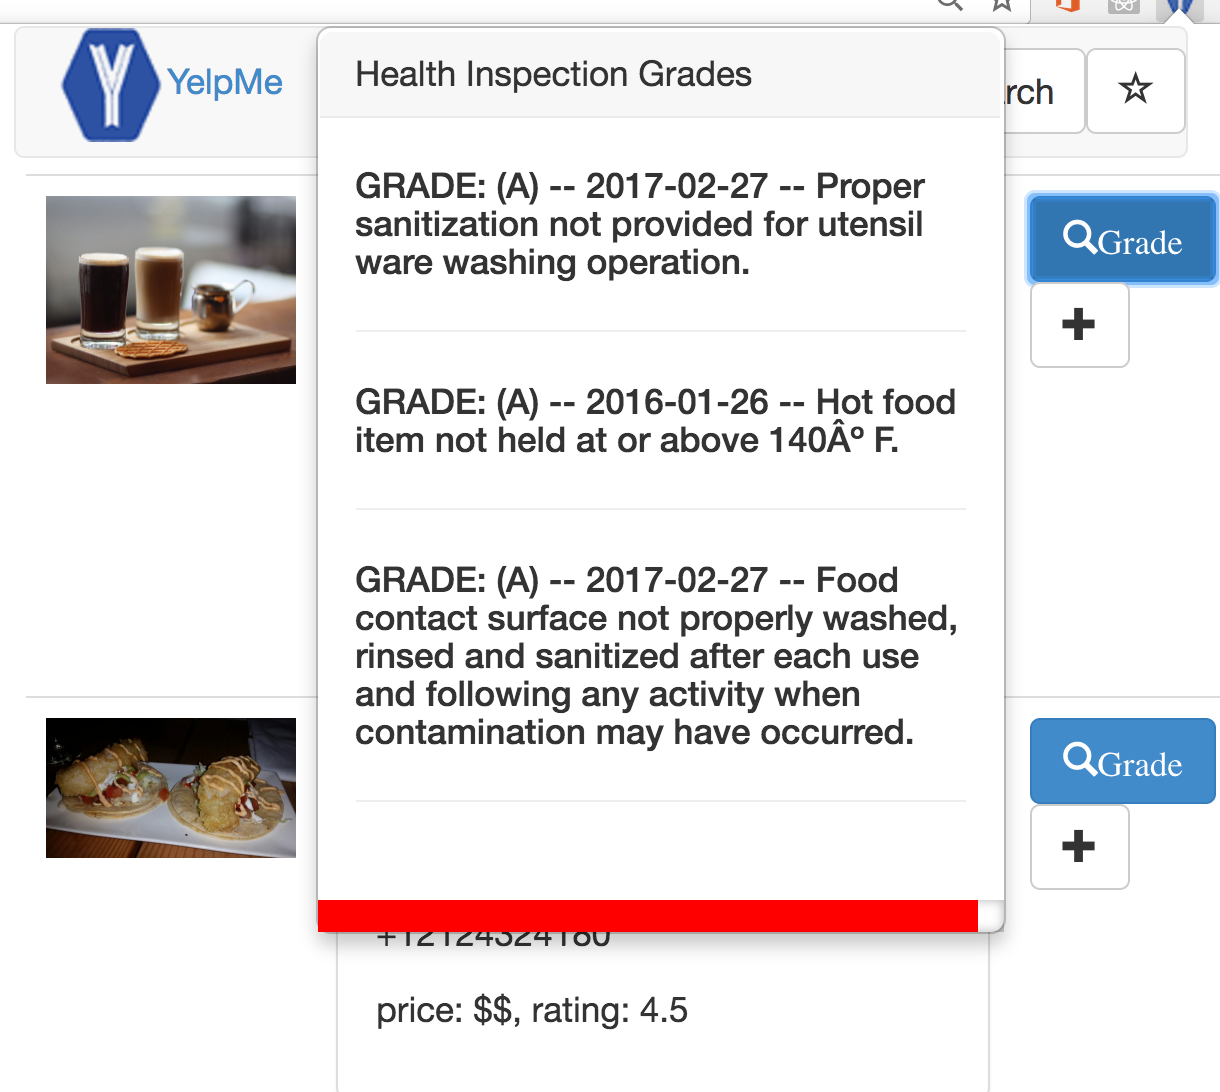 YelpMe
Health Inspection Grades
rch
GRADE: (A) -- 2017-02-27 -- Proper
sanitization not provided for utensil
ware washing operation.
Grade
GRADE: (A) -- 2016-01-26 -- Hot food
item not held at or above 140Âº F.
GRADE: (A) -- 2017-02-27 -- Food
contact surface not properly washed,
rinsed and sanitized after each use
and following any activity when
contamination may have occurred.
Grade
+12124324180
price: $$, rating: 4.5